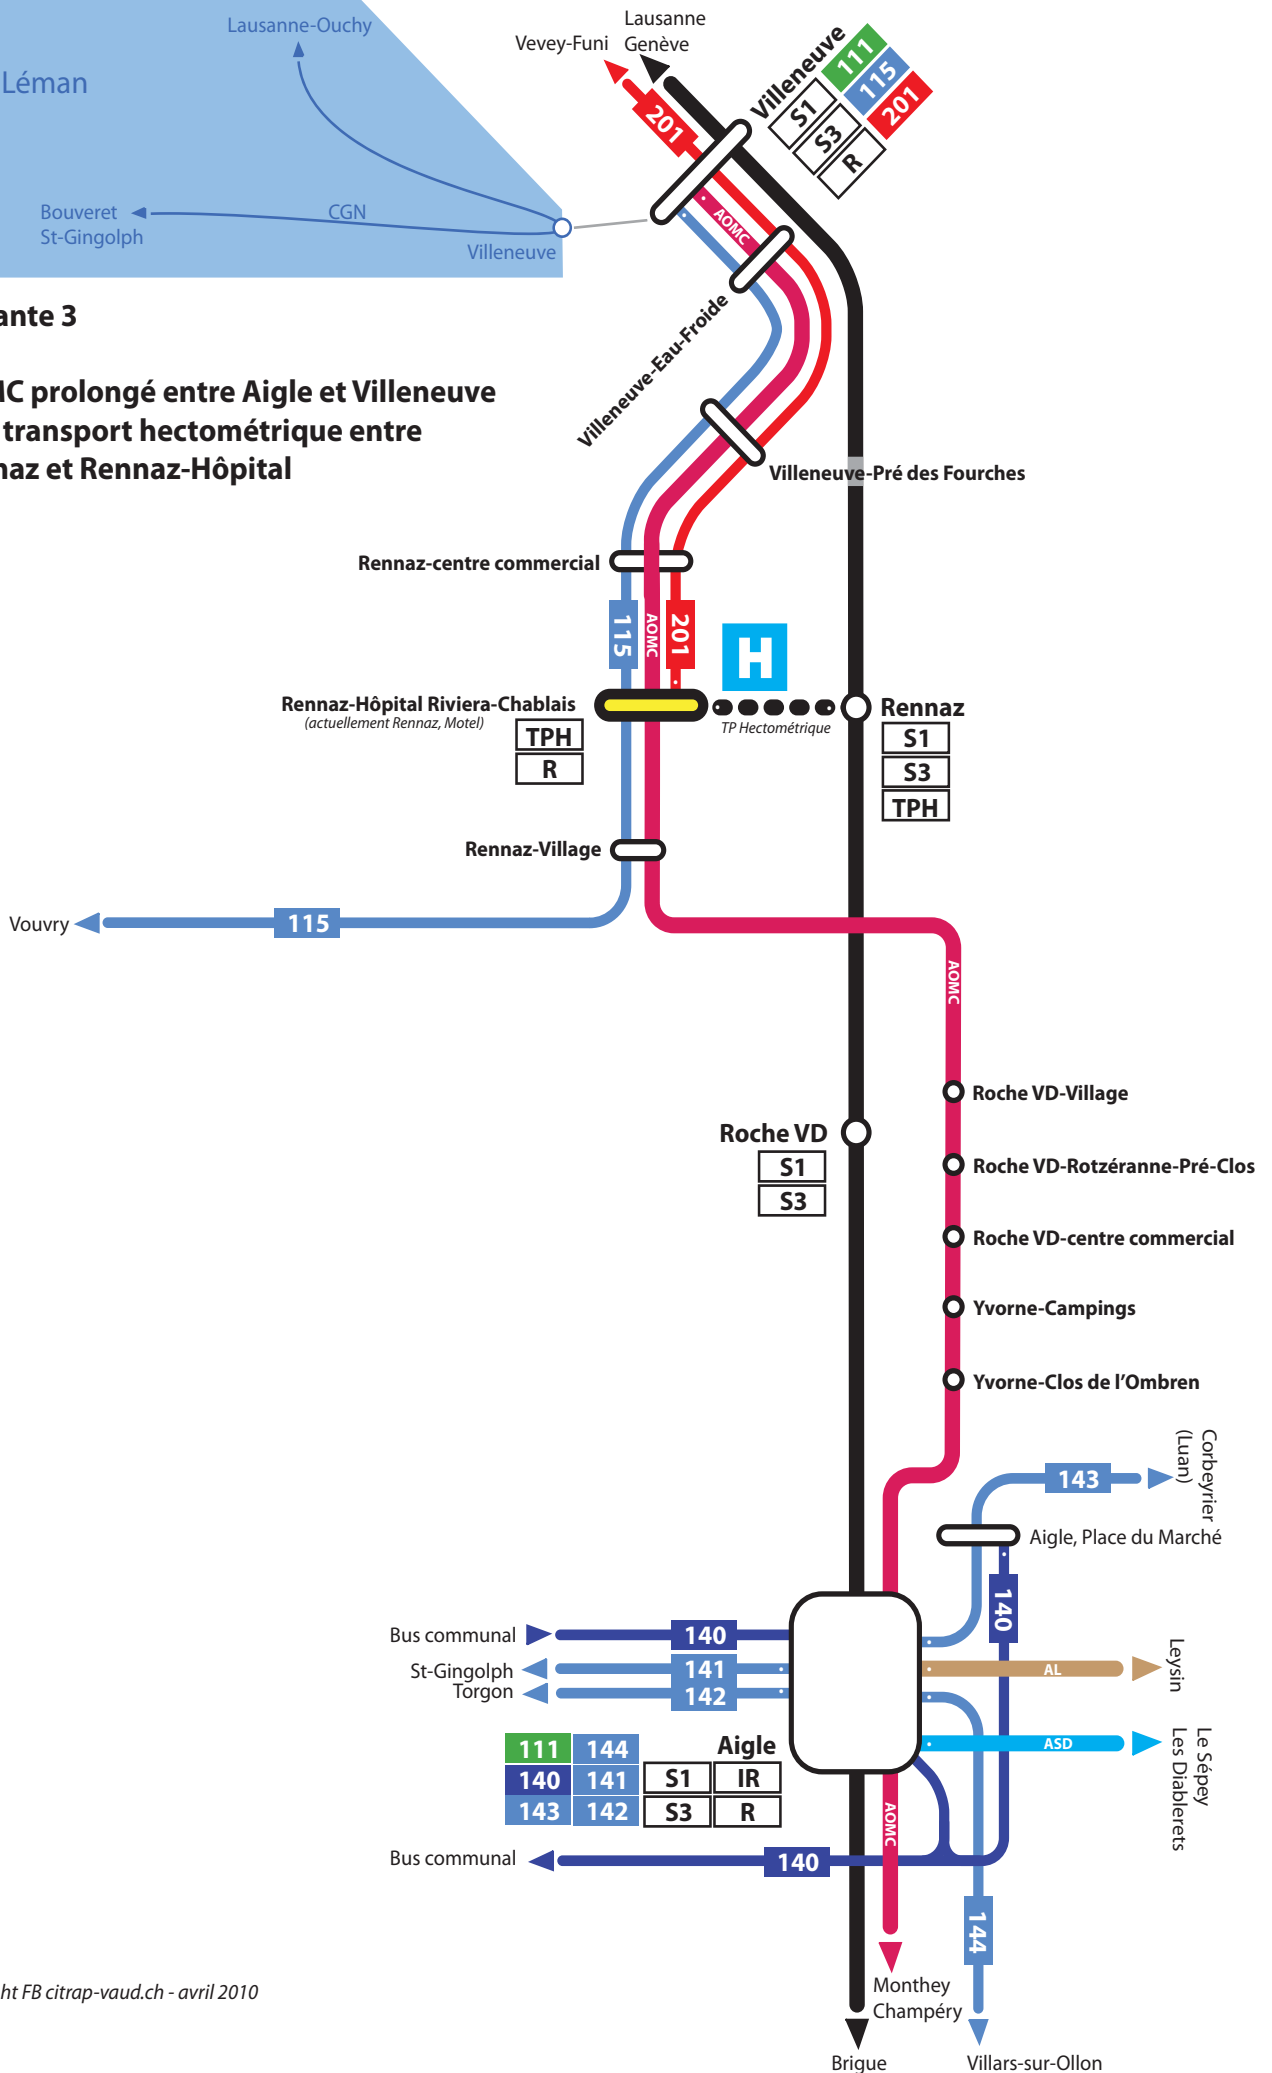 Lausanne-Ouchy
Léman
Bouveret
St-Gingolph
CGN
Villeneuve
Vevey-Funi
Lausanne
Genève
201
Villeneuve
111
115
201
S1
S3
R
AOMC
ante 3
MC prolongé entre Aigle et Villeneuve
transport hectométrique entre
naz et Rennaz-Hôpital
Villeneuve-Eau-Froide
Villeneuve-Pré des Fourches
Rennaz-centre commercial
115
AOMC
201
H
Rennaz-Hôpital Riviera-Chablais
(actuellement Rennaz, Motel)
TPH
R
TP Hectométrique
Rennaz
S1
S3
TPH
Rennaz-Village
Vouvry
115
AOMC
Roche VD-Village
Roche VD
S1
S3
Roche VD-Rotzéranne-Pré-Clos
Roche VD-centre commercial
Yvorne-Campings
Yvorne-Clos de l'Ombren
Corbeyrier
(Luan)
143
Aigle, Place du Marché
140
Bus communal
140
St-Gingolph
141
Torgon
142
AL
Leysin
ASD
Le Sépey
Les Diablerets
Aigle
111
144
140
141
S1
IR
143
142
S3
R
AOMC
Bus communal
140
144
Monthey
Champéry
Brigue
Villars-sur-Ollon
ht FB citrap-vaud.ch - avril 2010